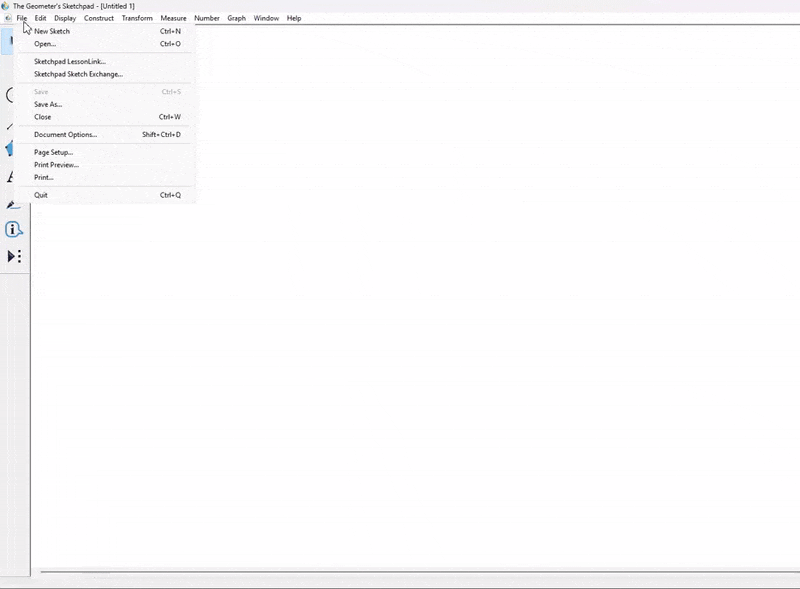 The Geometer's Sketchpad - [Untitled 1]
File Edit Display Construct Transform Measure Number Graph Window Help
New Sketch Ctrl+N
Open... Ctrl+O
Sketchpad LessonLink...
Sketchpad Sketch Exchange...
Save Ctrl+S
Save As...
Close Ctrl+W
Document Options... Shift+Ctrl+D
Page Setup...
Print Preview...
Print...
Quit Ctrl+Q